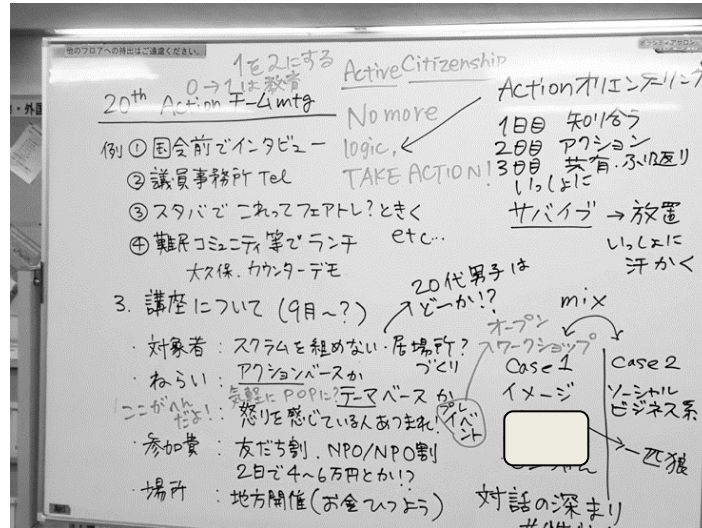 他のフロアへの持出はご遠慮ください。
1を2にする
0→1は教育
20th Actionチームmtg
例①国会前でインタビュー
②議員事務所Tel
③スタバでこれってフェアトレ?ときく
④難民コミュニティ等でランチ etc...
大久保.カウンターデモ
Active Citizenship
No more
logic,
TAKE ACTION!
Actionオリエンテーリング
1日目 知り合う
2日目 アクション
3日目 共有.ふり返り
いっしょに
サバイブ → 放置
いっしょに
汗かく
3. 講座について (9月〜?)
20代男子は
どーか!?
・対象者:スクラムを組めない・居場所?
づくり
・ねらい:アクションベースか
気軽にPOPに?テーマベースか
ここがへん
だよ!:怒りを感じている人あつまれ!
プレ
イベ
ント
・参加費:友だち割.NPO/NPO割
2日で4〜6万円とか!?
・場所:地方開催(お金ひつよう)
mix
オープン
ワークショップ
Case1
イメージ
Case2
ソーシャル
ビジネス系
一匹狼
対話の深まり